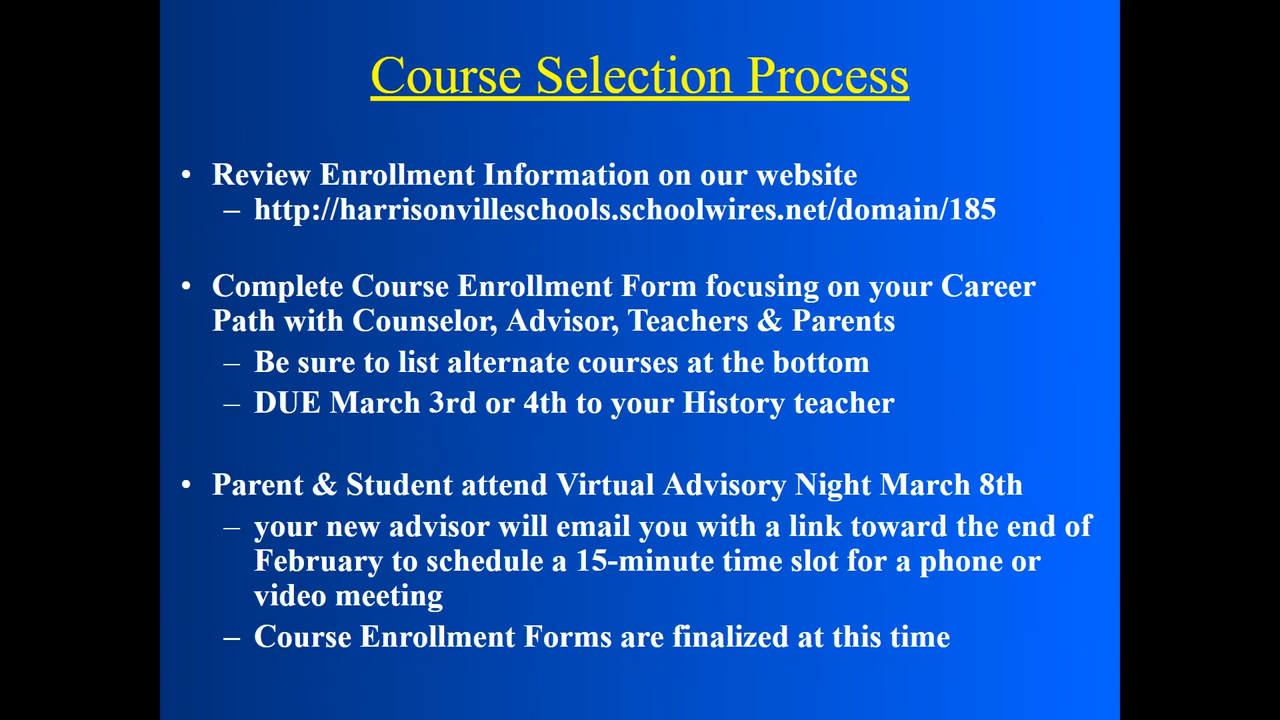 Course Selection Process
• Review Enrollment Information on our website
– http://harrisonvilleschools.schoolwires.net/domain/185
• Complete Course Enrollment Form focusing on your Career
Path with Counselor, Advisor, Teachers & Parents
– Be sure to list alternate courses at the bottom
– DUE March 3rd or 4th to your History teacher
• Parent & Student attend Virtual Advisory Night March 8th
– your new advisor will email you with a link toward the end of
February to schedule a 15-minute time slot for a phone or
video meeting
– Course Enrollment Forms are finalized at this time